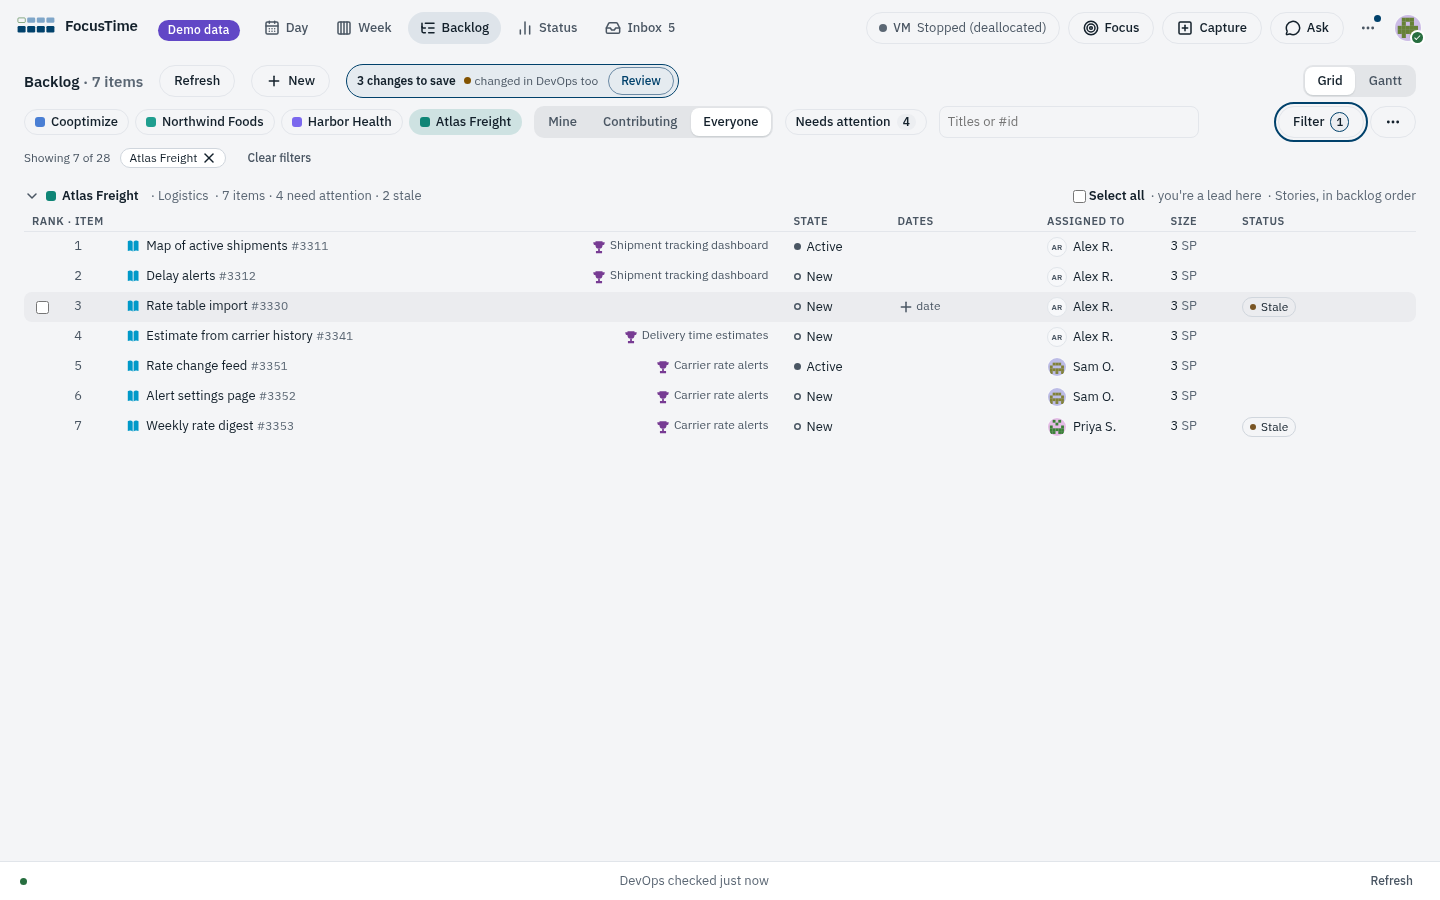 FocusTime Demo data Day Week Backlog Status Inbox 5 VM Stopped (deallocated) Focus Capture Ask
Backlog · 7 items Refresh New 3 changes to save changed in DevOps too Review Grid Gantt
Cooptimize Northwind Foods Harbor Health Atlas Freight Mine Contributing Everyone Needs attention 4 Titles or #id Filter 1
Showing 7 of 28 Atlas Freight Clear filters
Atlas Freight · Logistics · 7 items · 4 need attention · 2 stale Select all · you're a lead here · Stories, in backlog order
RANK · ITEM STATE DATES ASSIGNED TO SIZE STATUS
1 Map of active shipments #3311 Shipment tracking dashboard Active AR Alex R. 3 SP
2 Delay alerts #3312 Shipment tracking dashboard New AR Alex R. 3 SP
3 Rate table import #3330 New date AR Alex R. 3 SP Stale
4 Estimate from carrier history #3341 Delivery time estimates New AR Alex R. 3 SP
5 Rate change feed #3351 Carrier rate alerts Active Sam O. 3 SP
6 Alert settings page #3352 Carrier rate alerts New Sam O. 3 SP
7 Weekly rate digest #3353 Carrier rate alerts New Priya S. 3 SP Stale
DevOps checked just now Refresh